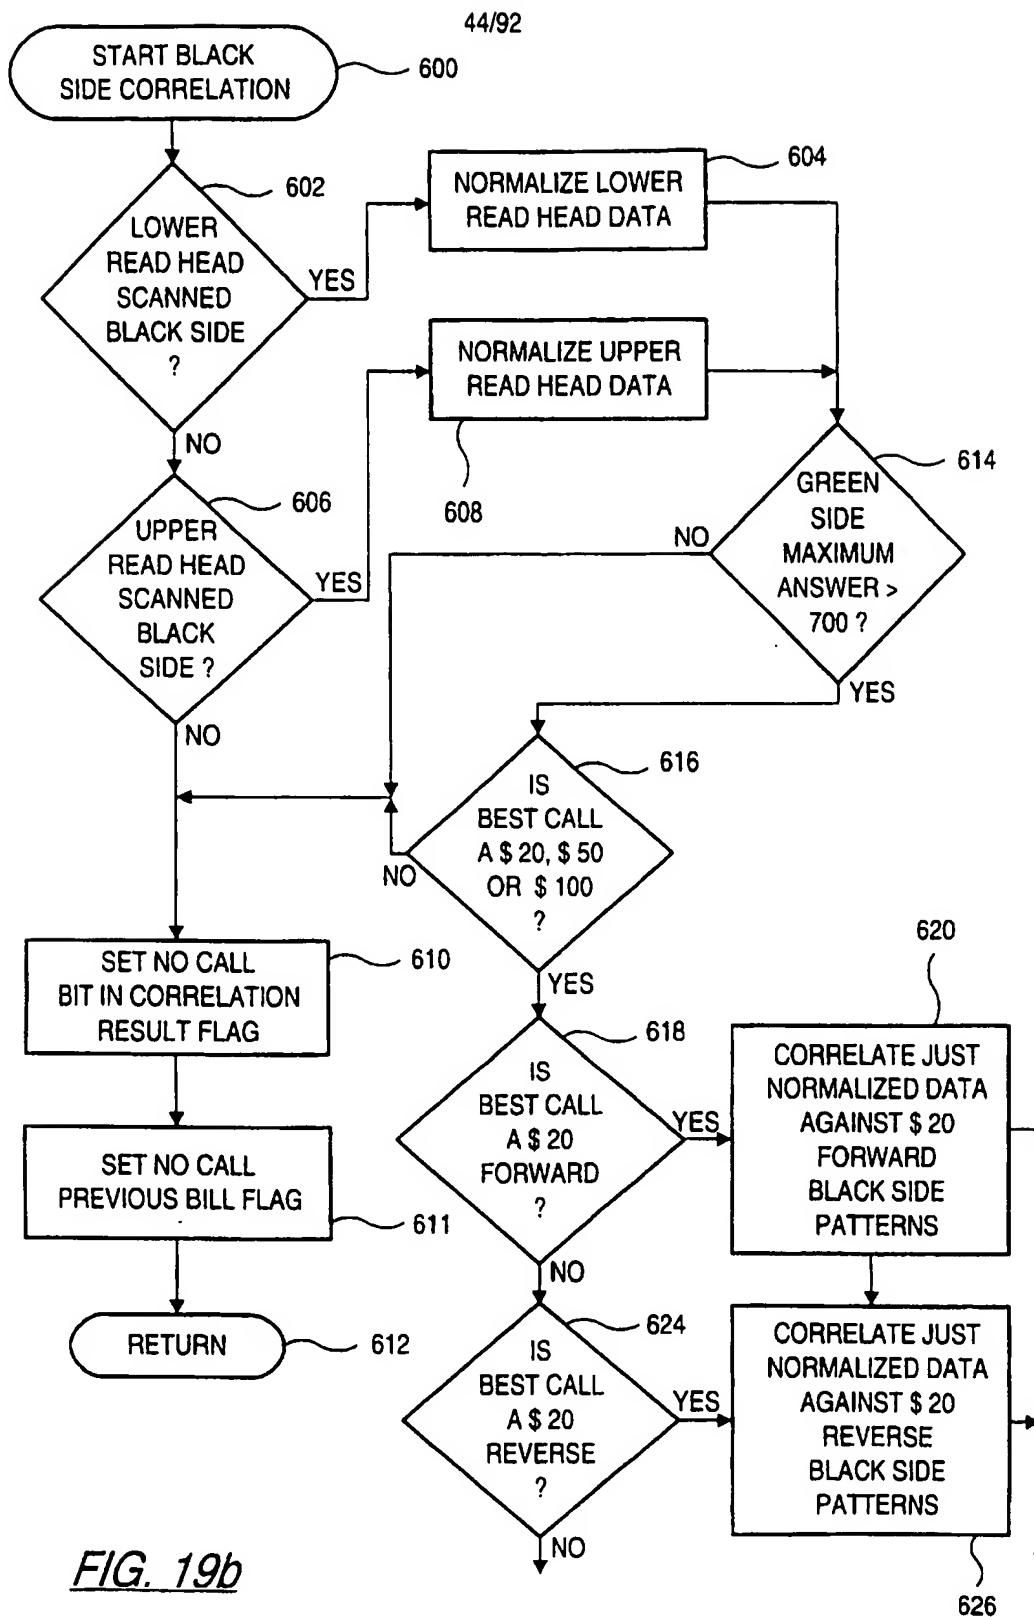 44/92
START BLACK
SIDE CORRELATION
600
602
LOWER
READ HEAD
SCANNED
BLACK SIDE
?
YES
NO
NORMALIZE LOWER
READ HEAD DATA
604
NORMALIZE UPPER
READ HEAD DATA
608
606
UPPER
READ HEAD
SCANNED
BLACK
SIDE ?
YES
NO
614
GREEN
SIDE
MAXIMUM
ANSWER >
700 ?
NO
YES
616
IS
BEST CALL
A $ 20, $ 50
OR $ 100
?
NO
YES
SET NO CALL
BIT IN CORRELATION
RESULT FLAG
610
SET NO CALL
PREVIOUS BILL FLAG
611
RETURN
612
618
IS
BEST CALL
A $ 20
FORWARD
?
YES
NO
620
CORRELATE JUST
NORMALIZED DATA
AGAINST $ 20
FORWARD
BLACK SIDE
PATTERNS
624
IS
BEST CALL
A $ 20
REVERSE
?
YES
NO
CORRELATE JUST
NORMALIZED DATA
AGAINST $ 20
REVERSE
BLACK SIDE
PATTERNS
626
FIG. 19b